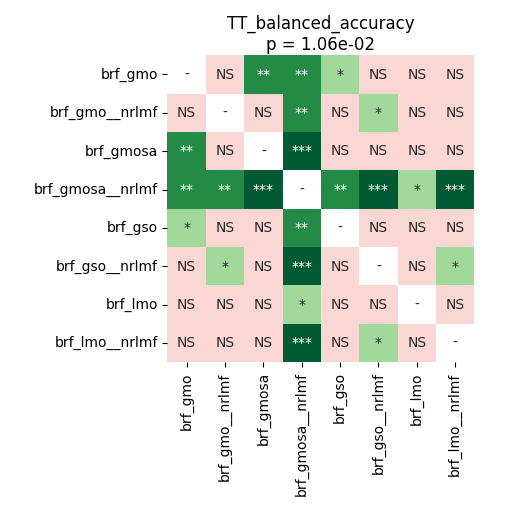 TT_balanced_accuracy
p = 1.06e-02
brf_gmo - NS ** ** * NS NS NS
brf_gmo__nrlmf NS - NS ** NS * NS NS
brf_gmosa ** NS - *** NS NS NS NS
brf_gmosa__nrlmf ** ** *** - ** *** * ***
brf_gso * NS NS ** - NS NS NS
brf_gso__nrlmf NS * NS *** NS - NS *
brf_lmo NS NS NS * NS NS - NS
brf_lmo__nrlmf NS NS NS *** NS * NS -
brf_gmo
brf_gmo__nrlmf
brf_gmosa
brf_gmosa__nrlmf
brf_gso
brf_gso__nrlmf
brf_lmo
brf_lmo__nrlmf